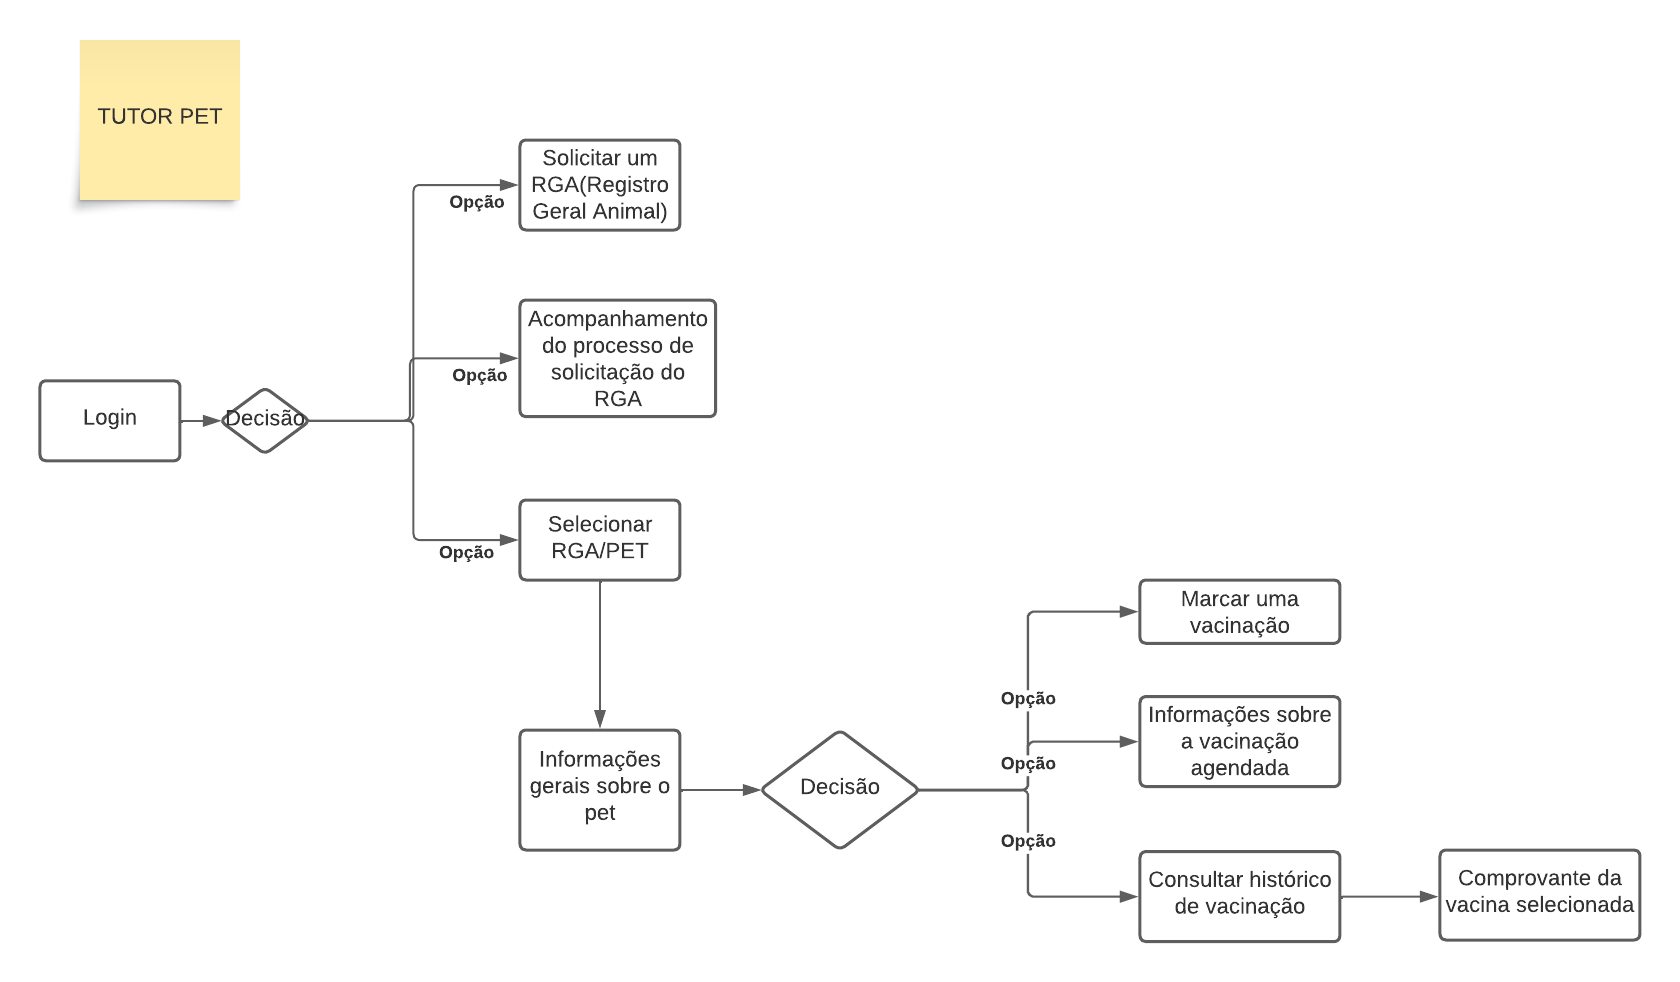 TUTOR PET
Solicitar um
RGA(Registro
Geral Animal)
Opção
Acompanhamento
do processo de
solicitação do
RGA
Opção
Login
Decisão
Selecionar
RGA/PET
Opção
Informações
gerais sobre o
pet
Decisão
Opção
Opção
Opção
Marcar uma
vacinação
Informações sobre
a vacinação
agendada
Consultar histórico
de vacinação
Comprovante da
vacina selecionada